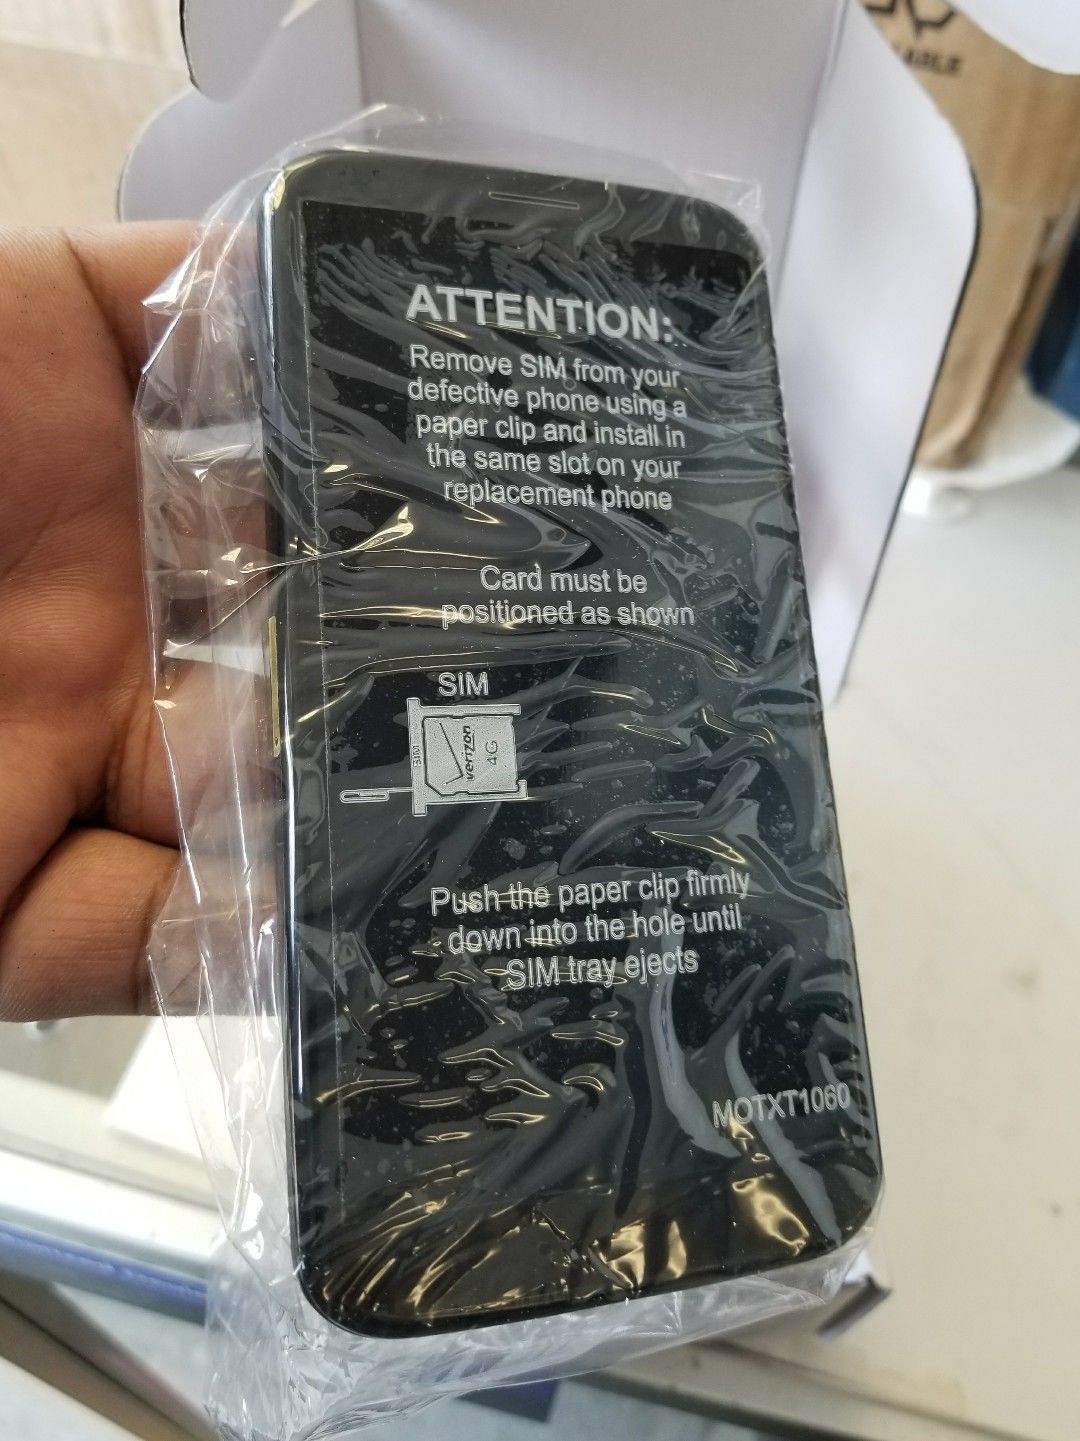 ATTENTION:
Remove SIM from your
defective phone using a
paper clip and install in
the same slot on your
replacement phone
Card must be
positioned as shown
SIM
SIM
verizon
4G
Push the paper clip firmly
down into the hole until
SIM tray ejects
MOTXT1060